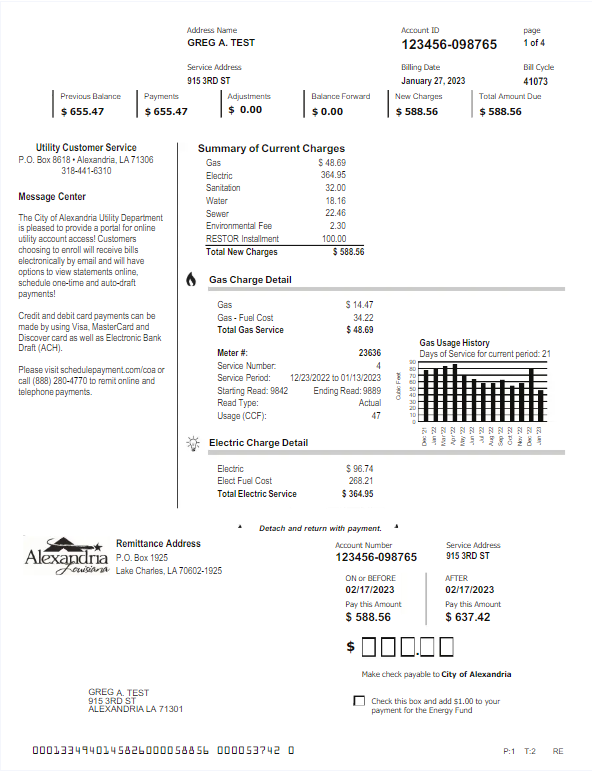 Address Name
GREG A. TEST
Account ID
123456-098765
page
1 of 4
Service Address
915 3RD ST
Billing Date
January 27, 2023
Bill Cycle
41073
Previous Balance
$ 655.47
Payments
$ 655.47
Adjustments
$ 0.00
Balance Forward
$ 0.00
New Charges
$ 588.56
Total Amount Due
$ 588.56
Utility Customer Service
P.O. Box 8618 • Alexandria, LA 71306
318-441-6310
Message Center
The City of Alexandria Utility Department
is pleased to provide a portal for online
utility account access! Customers
choosing to enroll will receive bills
electronically by email and will have
options to view statements online,
schedule one-time and auto-draft
payments!
Credit and debit card payments can be
made by using Visa, MasterCard and
Discover card as well as Electronic Bank
Draft (ACH).
Please visit schedulepayment.com/coa or
call (888) 280-4770 to remit online and
telephone payments.
Summary of Current Charges
Gas $ 48.69
Electric 364.95
Sanitation 32.00
Water 18.16
Sewer 22.46
Environmental Fee 2.30
RESTOR Installment 100.00
Total New Charges $ 588.56
Gas Charge Detail
Gas $ 14.47
Gas - Fuel Cost 34.22
Total Gas Service $ 48.69
Meter #: 23636
Service Number: 4
Service Period: 12/23/2022 to 01/13/2023
Starting Read: 9842 Ending Read: 9889
Read Type: Actual
Usage (CCF): 47
Gas Usage History
Days of Service for current period: 21
Cubic Feet
90
80
70
60
50
40
30
20
10
0
Dec '21
Jan '22
Mar '22
Apr '22
May '22
Jun '22
Jul '22
Aug '22
Sep '22
Oct '22
Nov '22
Dec '22
Jan '23
Electric Charge Detail
Electric $ 96.74
Elect Fuel Cost 268.21
Total Electric Service $ 364.95
Detach and return with payment.
Alexandria
Louisiana
Remittance Address
P.O. Box 1925
Lake Charles, LA 70602-1925
Account Number
123456-098765
Service Address
915 3RD ST
ON or BEFORE
02/17/2023
Pay this Amount
$ 588.56
AFTER
02/17/2023
Pay this Amount
$ 637.42
$ .
Make check payable to City of Alexandria
GREG A. TEST
915 3RD ST
ALEXANDRIA LA 71301
Check this box and add $1.00 to your
payment for the Energy Fund
0001334940145826000058856 000053742 0
P:1 T:2 RE